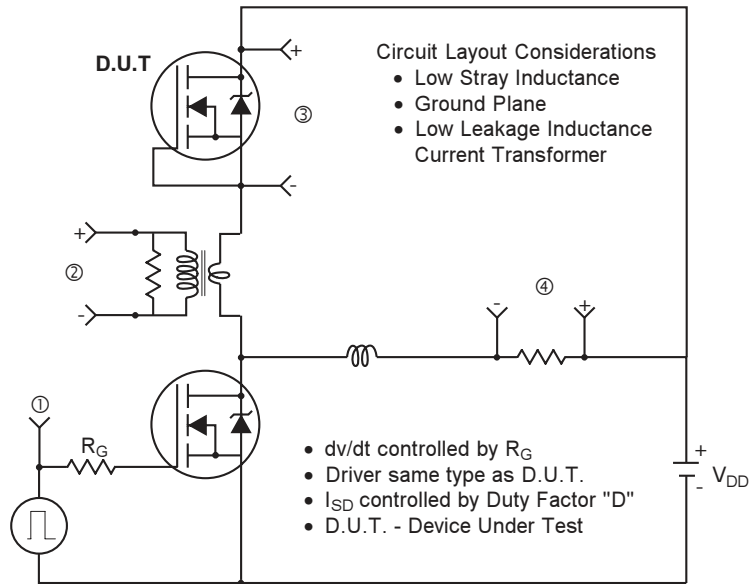 D.U.T
+
-
③
Circuit Layout Considerations
• Low Stray Inductance
• Ground Plane
• Low Leakage Inductance
Current Transformer
+
②
-
-
④
+
①
R_G
• dv/dt controlled by R_G
• Driver same type as D.U.T.
• I_SD controlled by Duty Factor "D"
• D.U.T. - Device Under Test
+
V_DD
-